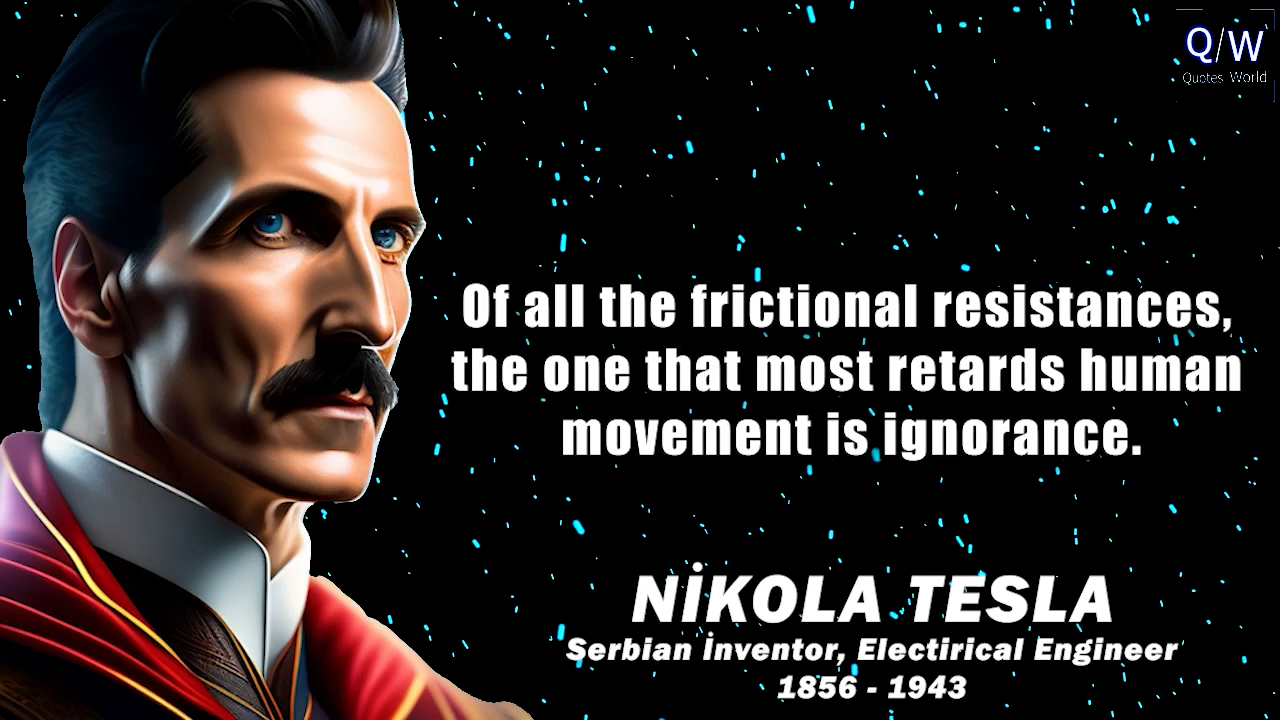 Q/W
Quotes World
Of all the frictional resistances,
the one that most retards human
movement is ignorance.
NİKOLA TESLA
Serbian İnventor, Electirical Engineer
1856 - 1943